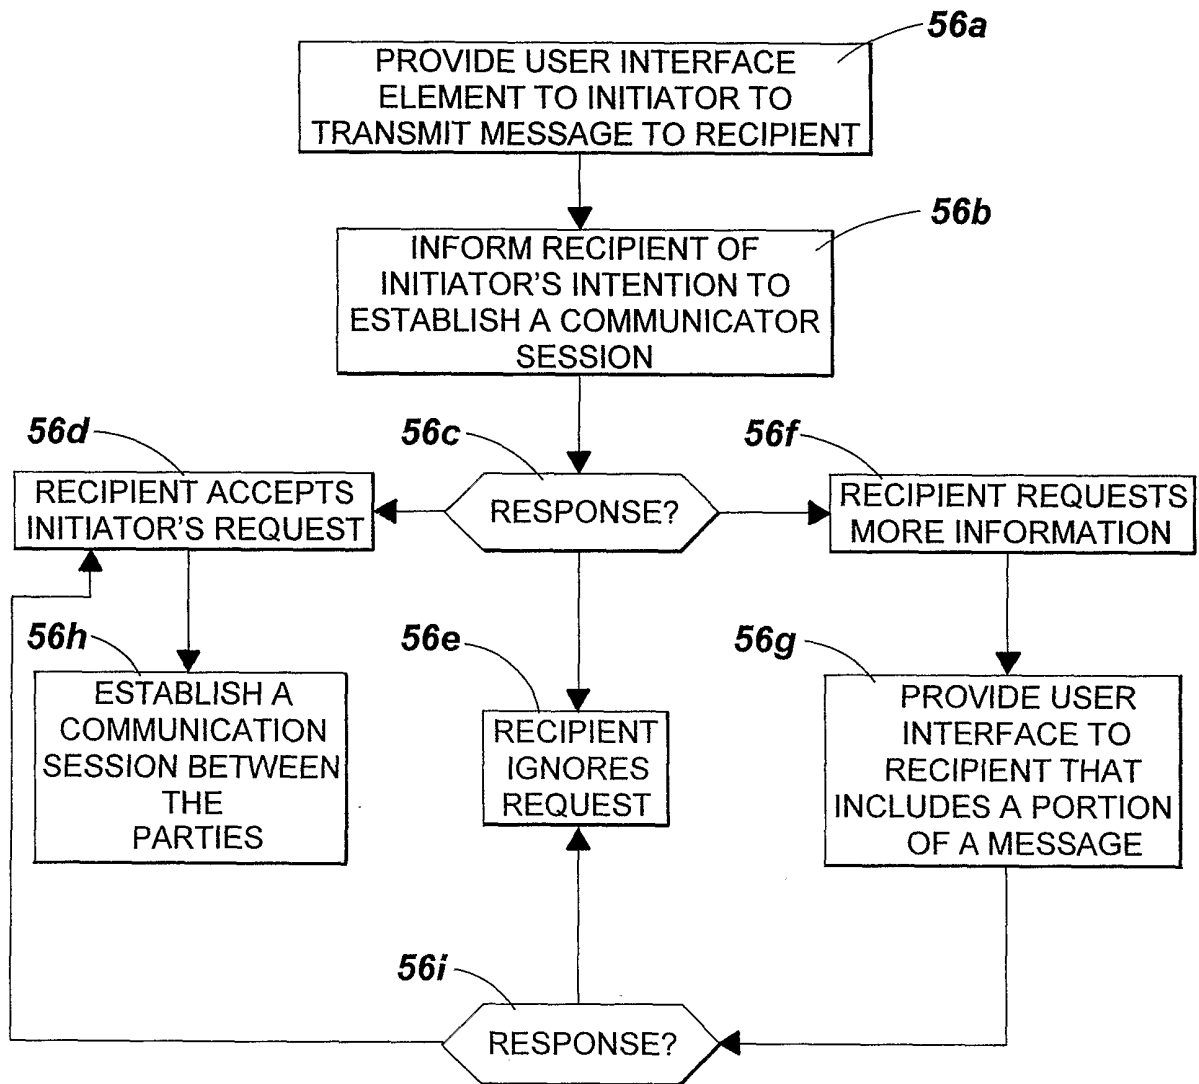 56a
PROVIDE USER INTERFACE
ELEMENT TO INITIATOR TO
TRANSMIT MESSAGE TO RECIPIENT
56b
INFORM RECIPIENT OF
INITIATOR'S INTENTION TO
ESTABLISH A COMMUNICATOR
SESSION
56d
RECIPIENT ACCEPTS
INITIATOR'S REQUEST
56c
RESPONSE?
56f
RECIPIENT REQUESTS
MORE INFORMATION
56h
ESTABLISH A
COMMUNICATION
SESSION BETWEEN
THE
PARTIES
56e
RECIPIENT
IGNORES
REQUEST
56g
PROVIDE USER
INTERFACE TO
RECIPIENT THAT
INCLUDES A PORTION
OF A MESSAGE
56i
RESPONSE?